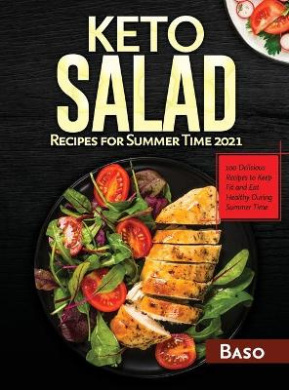 KETO
SALAD
RECIPES FOR SUMMER TIME 2021
100 Delicious
Recipes to Keep
Fit and Eat
Healthy During
Summer Time
BASO